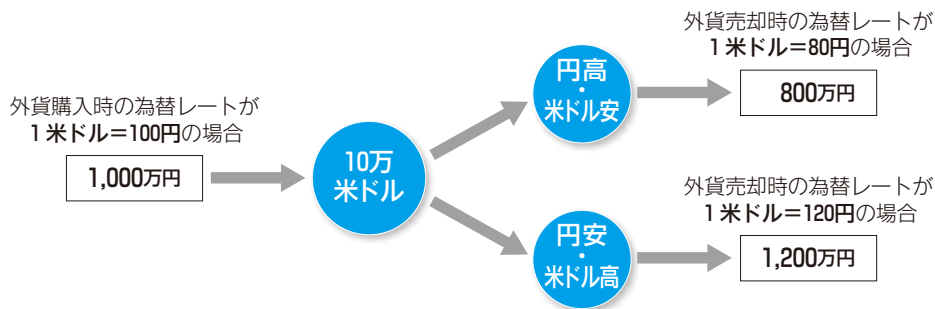 外貨購入時の為替レートが
1米ドル＝100円の場合
1,000万円
10万
米ドル
円高
・
米ドル安
外貨売却時の為替レートが
1米ドル＝80円の場合
800万円
円安
・
米ドル高
外貨売却時の為替レートが
1米ドル＝120円の場合
1,200万円